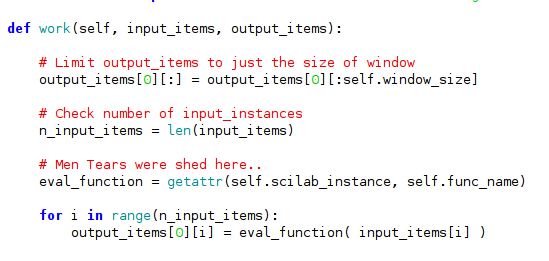 def work(self, input_items, output_items):
# Limit output_items to just the size of window
output_items[0][:] = output_items[0][:self.window_size]
# Check number of input_instances
n_input_items = len(input_items)
# Men Tears were shed here..
eval_function = getattr(self.scilab_instance, self.func_name)
for i in range(n_input_items):
output_items[0][i] = eval_function( input_items[i] )